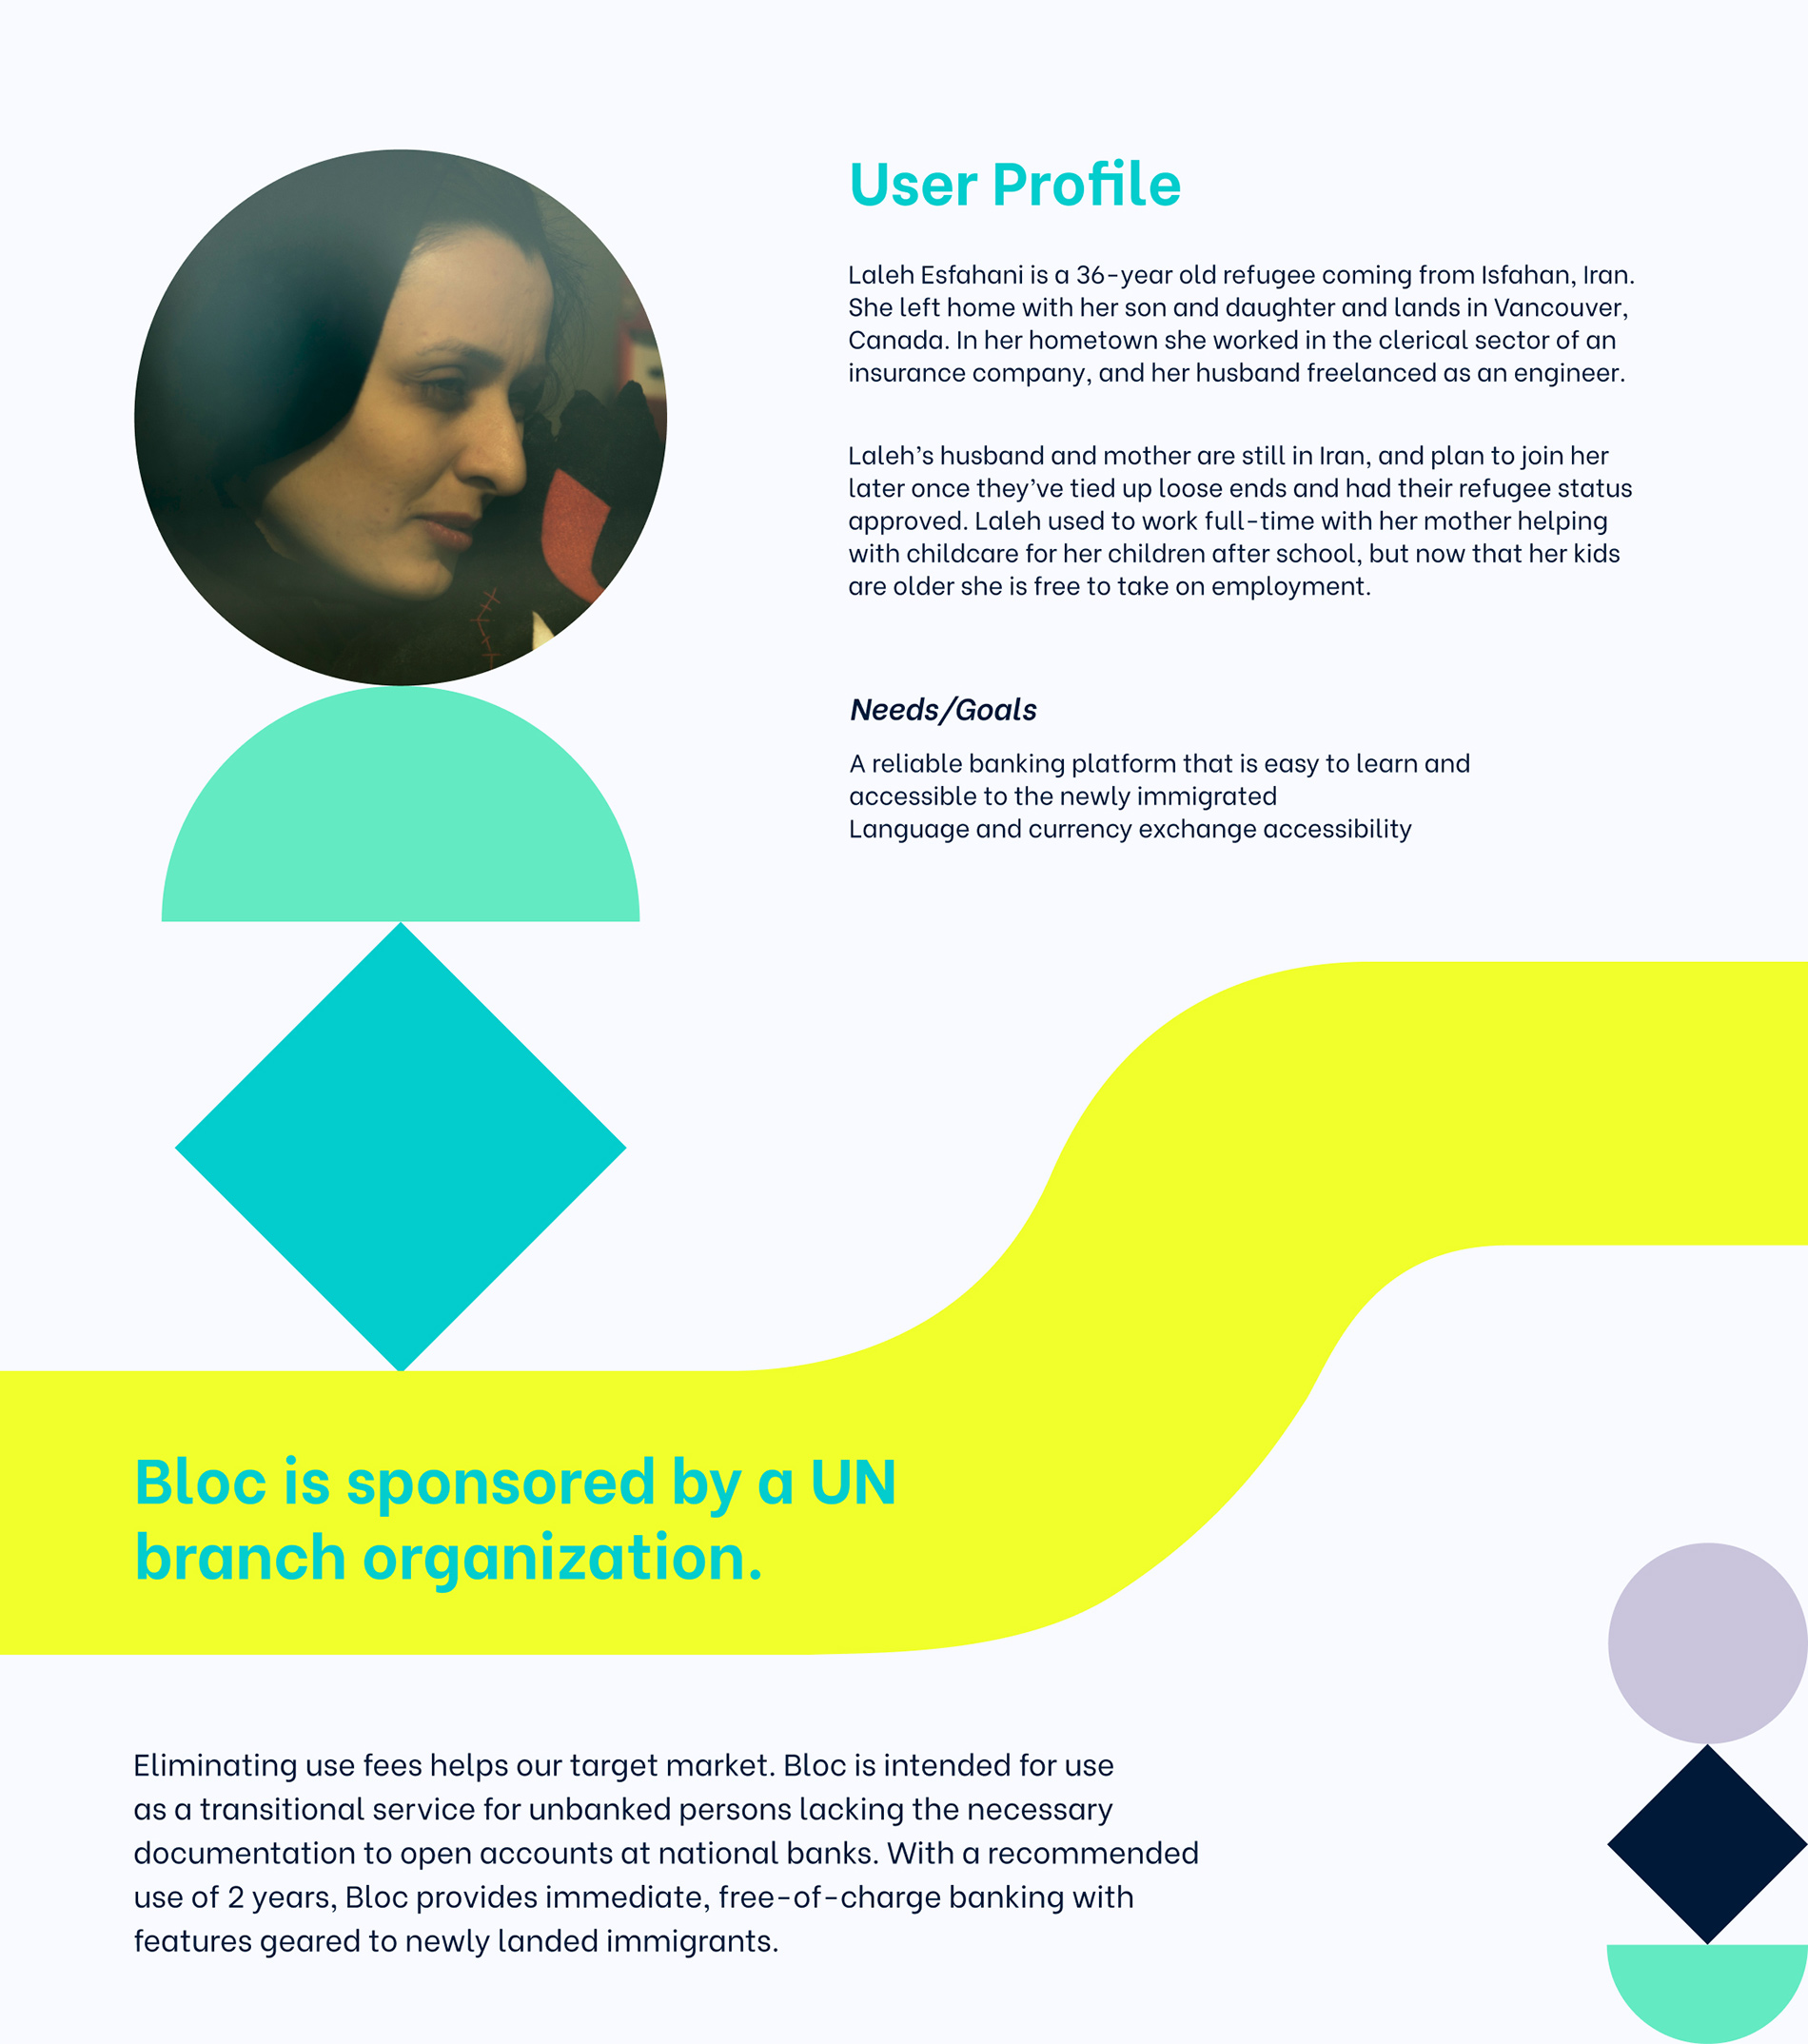 User Profile
Laleh Esfahani is a 36-year old refugee coming from Isfahan, Iran.
She left home with her son and daughter and lands in Vancouver,
Canada. In her hometown she worked in the clerical sector of an
insurance company, and her husband freelanced as an engineer.
Laleh’s husband and mother are still in Iran, and plan to join her
later once they’ve tied up loose ends and had their refugee status
approved. Laleh used to work full-time with her mother helping
with childcare for her children after school, but now that her kids
are older she is free to take on employment.
Needs/Goals
A reliable banking platform that is easy to learn and
accessible to the newly immigrated
Language and currency exchange accessibility
Bloc is sponsored by a UN
branch organization.
Eliminating use fees helps our target market. Bloc is intended for use
as a transitional service for unbanked persons lacking the necessary
documentation to open accounts at national banks. With a recommended
use of 2 years, Bloc provides immediate, free-of-charge banking with
features geared to newly landed immigrants.